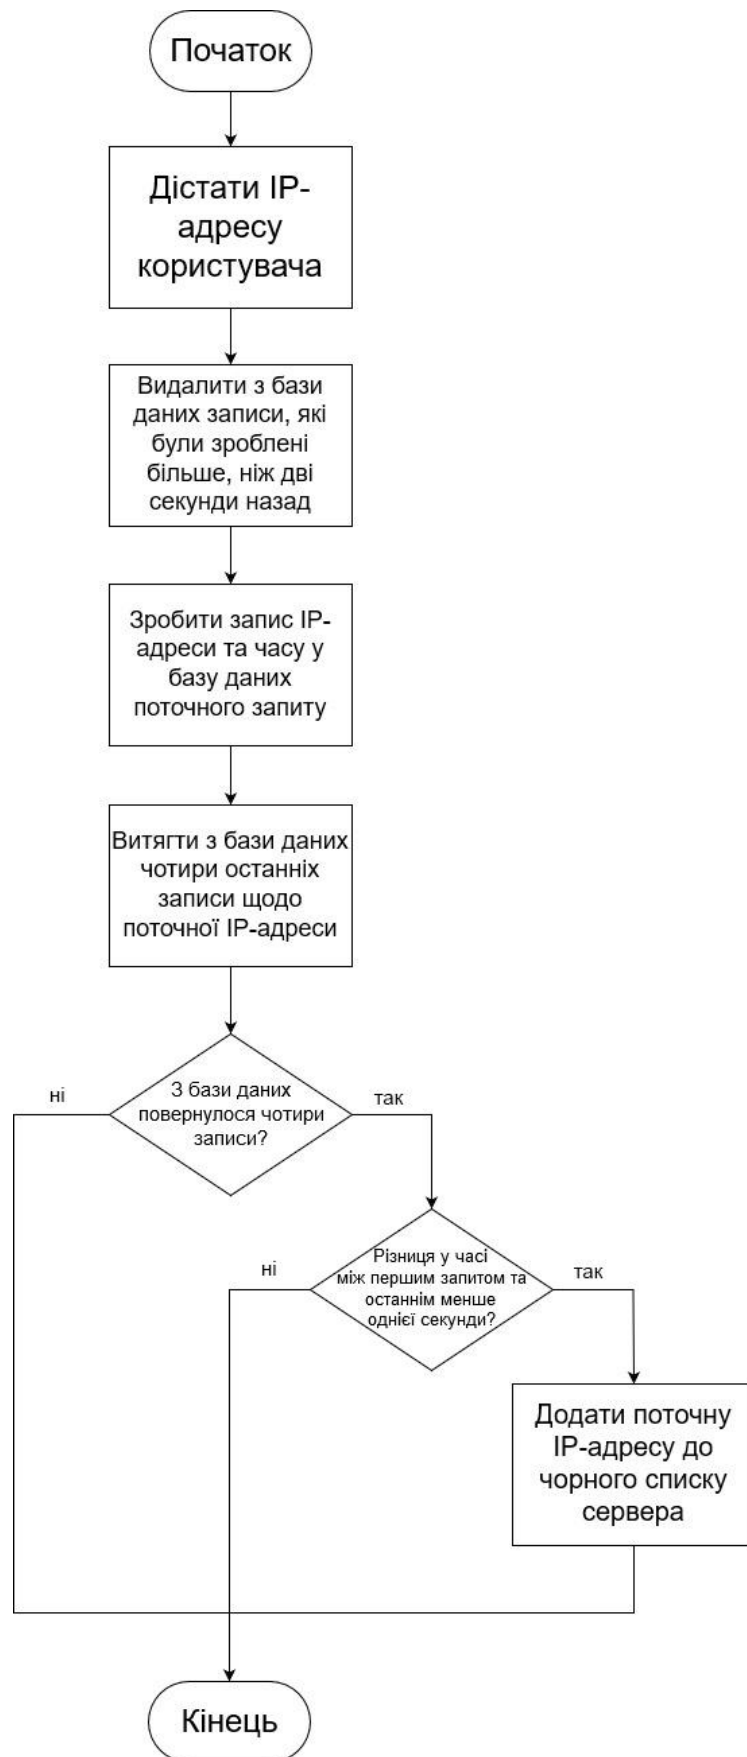 Початок
Дістати IP-
адресу
користувача
Видалити з бази
даних записи, які
були зроблені
більше, ніж дві
секунди назад
Зробити запис IP-
адреси та часу у
базу даних
поточного запиту
Витягти з бази даних
чотири останніх
записи щодо
поточної IP-адреси
ні
З бази даних
повернулося чотири
записи?
так
ні
Різниця у часі
між першим запитом та
останнім менше
однієї секунди?
так
Додати поточну
IP-адресу до
чорного списку
сервера
Кінець